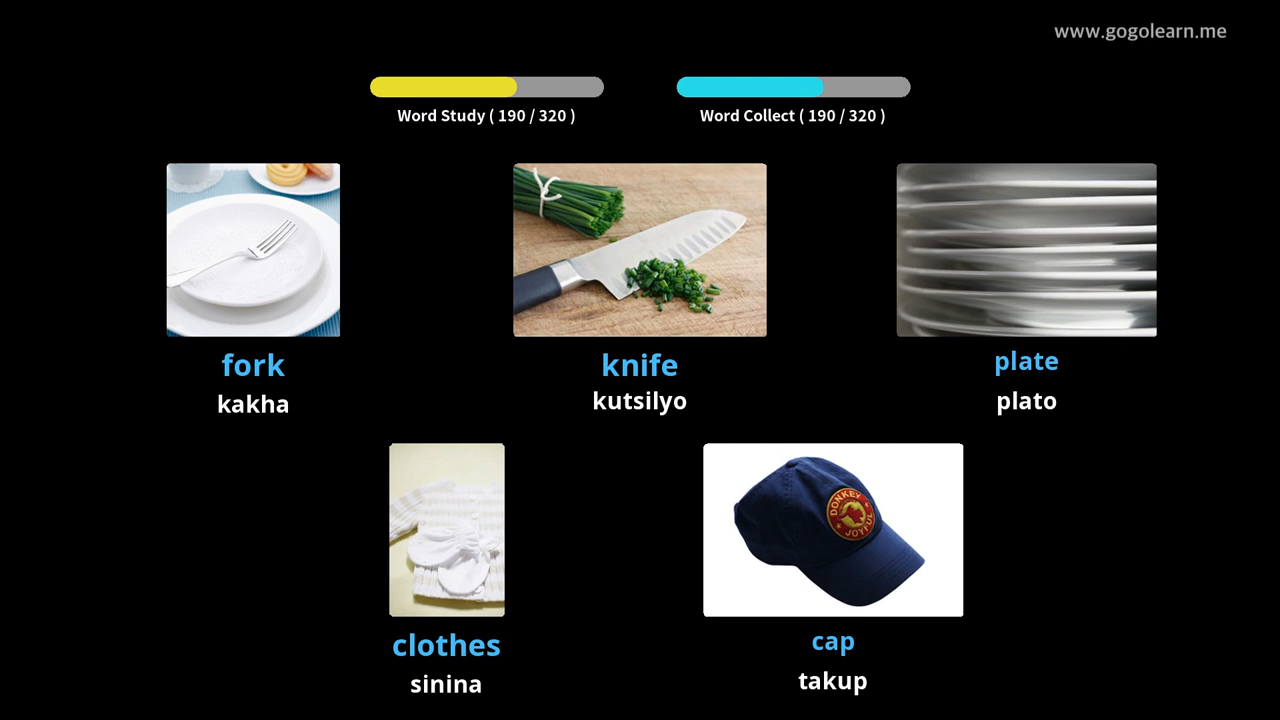 www.gogolearn.me
Word Study ( 190 / 320 )
Word Collect ( 190 / 320 )
fork
kakha
knife
kutsilyo
plate
plato
clothes
sinina
DONKEY
JOYFUL
cap
takup